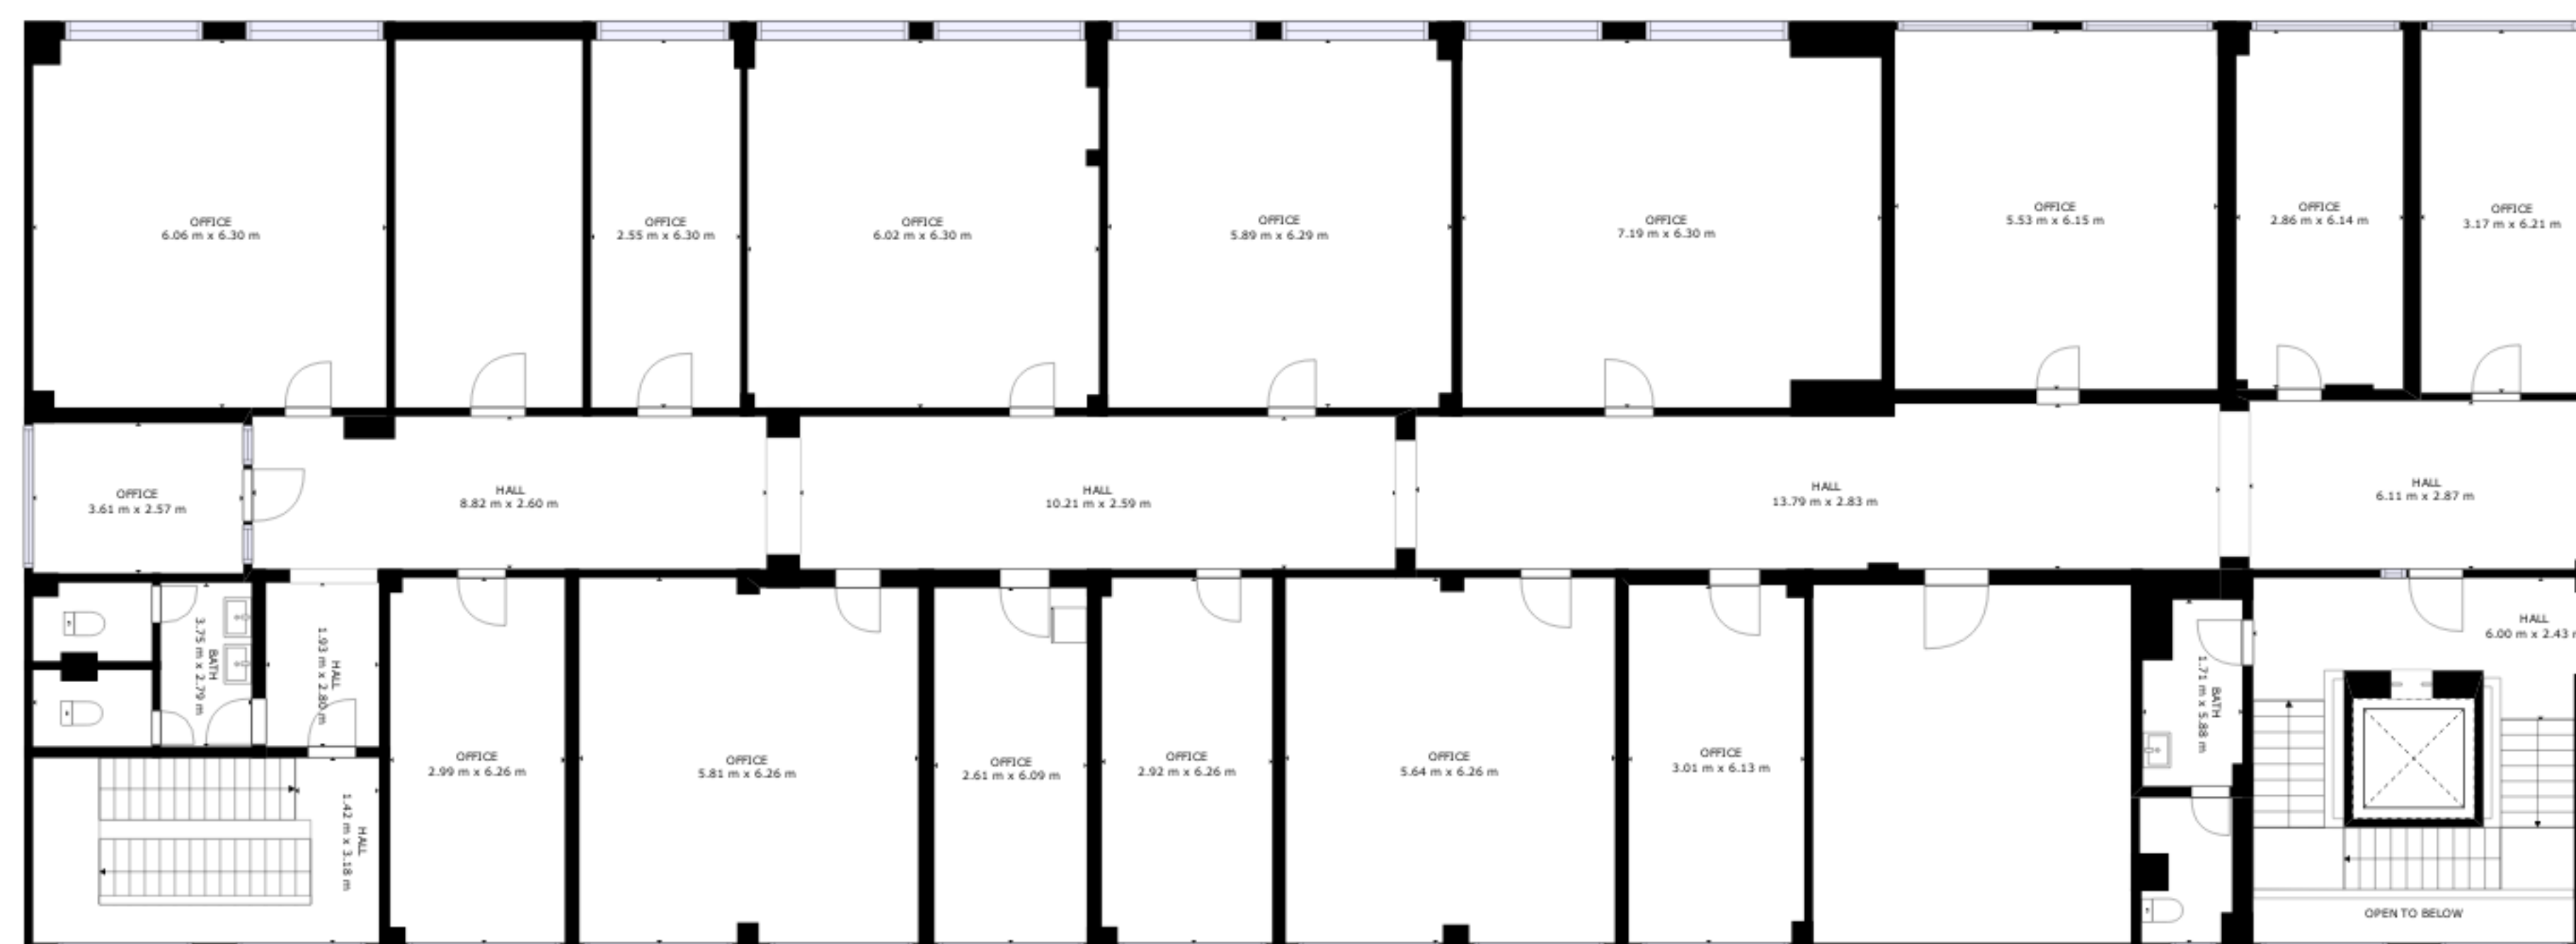 OFFICE
6.06 m x 6.30 m
OFFICE
2.55 m x 6.30 m
OFFICE
6.02 m x 6.30 m
OFFICE
5.89 m x 6.29 m
OFFICE
7.19 m x 6.30 m
OFFICE
5.53 m x 6.15 m
OFFICE
2.86 m x 6.14 m
OFFICE
3.17 m x 6.21 m
OFFICE
3.61 m x 2.57 m
HALL
8.82 m x 2.60 m
HALL
10.21 m x 2.59 m
HALL
13.79 m x 2.83 m
HALL
6.11 m x 2.87 m
BATH
3.75 m x 2.79 m
HALL
1.93 m x 2.80 m
HALL
1.42 m x 3.18 m
OFFICE
2.99 m x 6.26 m
OFFICE
5.81 m x 6.26 m
OFFICE
2.61 m x 6.09 m
OFFICE
2.92 m x 6.26 m
OFFICE
5.64 m x 6.26 m
OFFICE
3.01 m x 6.13 m
BATH
1.71 m x 5.88 m
HALL
6.00 m x 2.43
OPEN TO BELOW